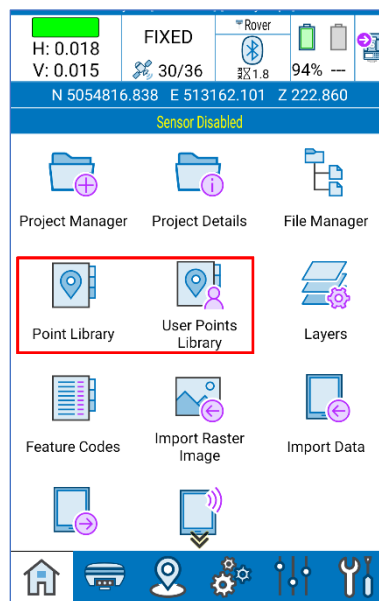 Rover
H: 0.018
V: 0.015
FIXED
30/36
1.8
94% ---
N 5054816.838 E 513162.101 Z 222.860
Sensor Disabled
Project Manager
Project Details
File Manager
Point Library
User Points
Library
Layers
Feature Codes
Import Raster
Image
Import Data